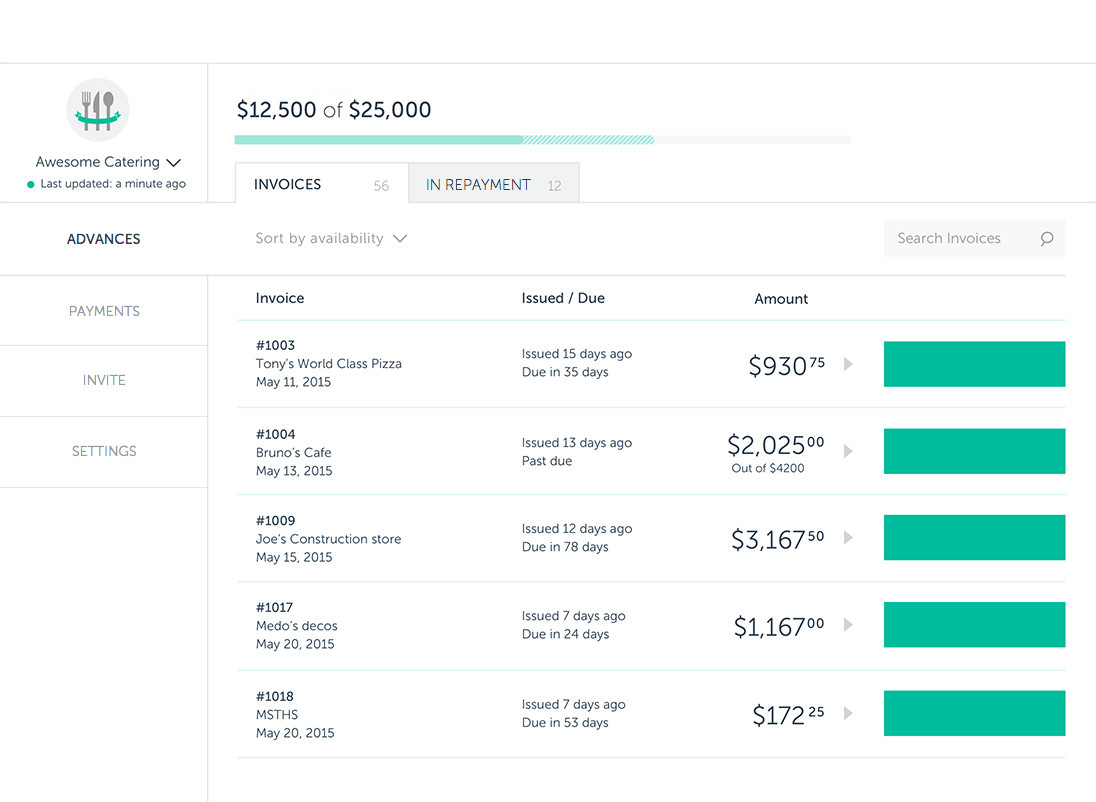 $12,500 of $25,000
Awesome Catering
Last updated: a minute ago
INVOICES 56
IN REPAYMENT 12
ADVANCES
PAYMENTS
INVITE
SETTINGS
Sort by availability
Search Invoices
Invoice Issued / Due Amount
#1003
Tony's World Class Pizza
May 11, 2015
Issued 15 days ago
Due in 35 days
$930 75
#1004
Bruno's Cafe
May 13, 2015
Issued 13 days ago
Past due
$2,025 00
Out of $4200
#1009
Joe's Construction store
May 15, 2015
Issued 12 days ago
Due in 78 days
$3,167 50
#1017
Medo's decos
May 20, 2015
Issued 7 days ago
Due in 24 days
$1,167 00
#1018
MSTHS
May 20, 2015
Issued 7 days ago
Due in 53 days
$172 25